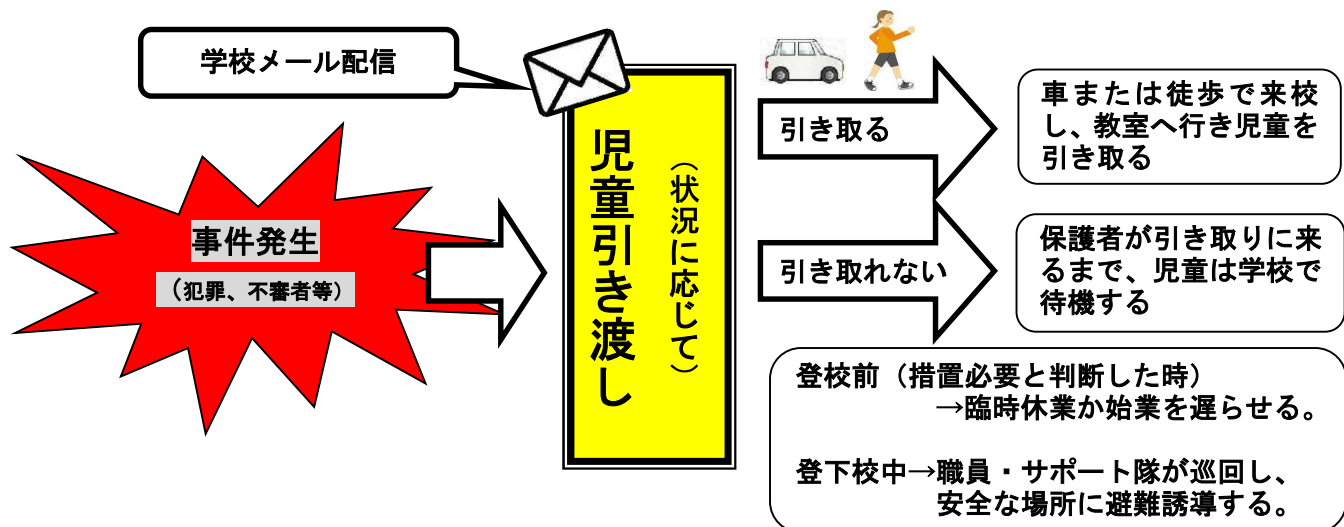 学校メール配信
事件発生
（犯罪、不審者等）
児童引き渡し
（状況に応じて）
引き取る
車または徒歩で来校
し、教室へ行き児童を
引き取る
引き取れない
保護者が引き取りに来
るまで、児童は学校で
待機する
登校前（措置必要と判断した時）
→臨時休業か始業を遅らせる。
登下校中→職員・サポート隊が巡回し、
安全な場所に避難誘導する。